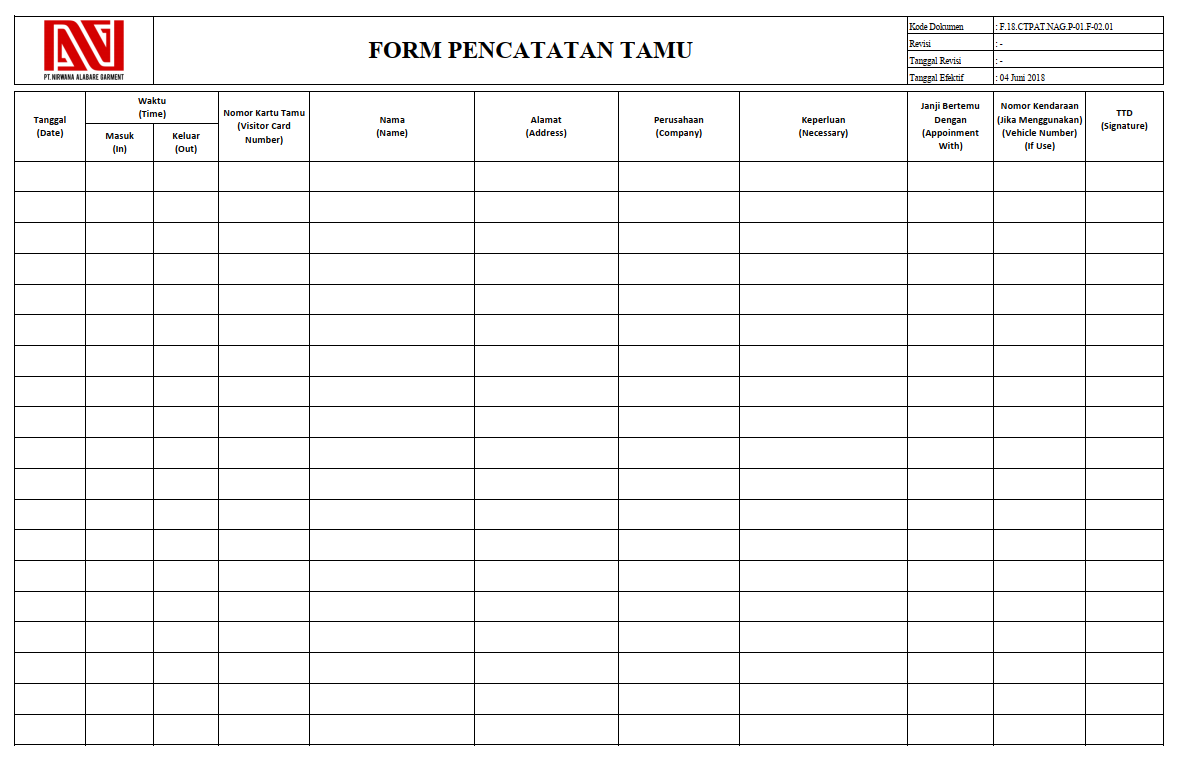 PT. NIRWANA ALABARE GARMENT
FORM PENCATATAN TAMU
Kode Dokumen : F.18.CTPAT.NAG.P-01.F-02.01
Revisi : -
Tanggal Revisi : -
Tanggal Efektif : 04 Juni 2018
Tanggal
(Date)
Waktu
(Time)
Masuk
(In)
Keluar
(Out)
Nomor Kartu Tamu
(Visitor Card
Number)
Nama
(Name)
Alamat
(Address)
Perusahaan
(Company)
Keperluan
(Necessary)
Janji Bertemu
Dengan
(Appoinment
With)
Nomor Kendaraan
(Jika Menggunakan)
(Vehicle Number)
(If Use)
TTD
(Signature)